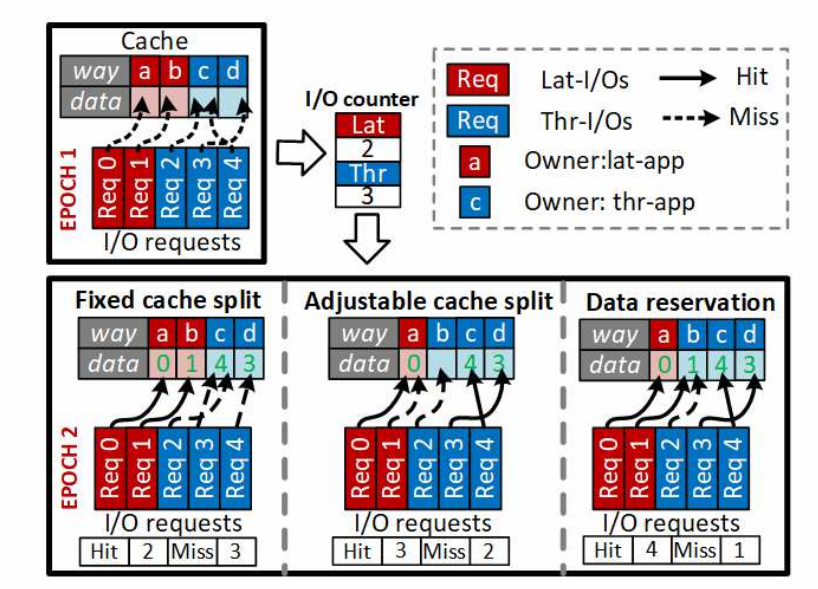 Cache
way a b c d
data
EPOCH 1
Req 0 Req 1 Req 2 Req 3 Req 4
I/O requests
I/O counter
Lat
2
Thr
3
Req Lat-I/Os Hit
Req Thr-I/Os Miss
a Owner:lat-app
c Owner: thr-app
EPOCH 2
Fixed cache split
way a b c d
data 0 1 4 3
Req 0 Req 1 Req 2 Req 3 Req 4
I/O requests
Hit 2 Miss 3
Adjustable cache split
way a b c d
data 0 4 3
Req 0 Req 1 Req 2 Req 3 Req 4
I/O requests
Hit 3 Miss 2
Data reservation
way a b c d
data 0 1 4 3
Req 0 Req 1 Req 2 Req 3 Req 4
I/O requests
Hit 4 Miss 1